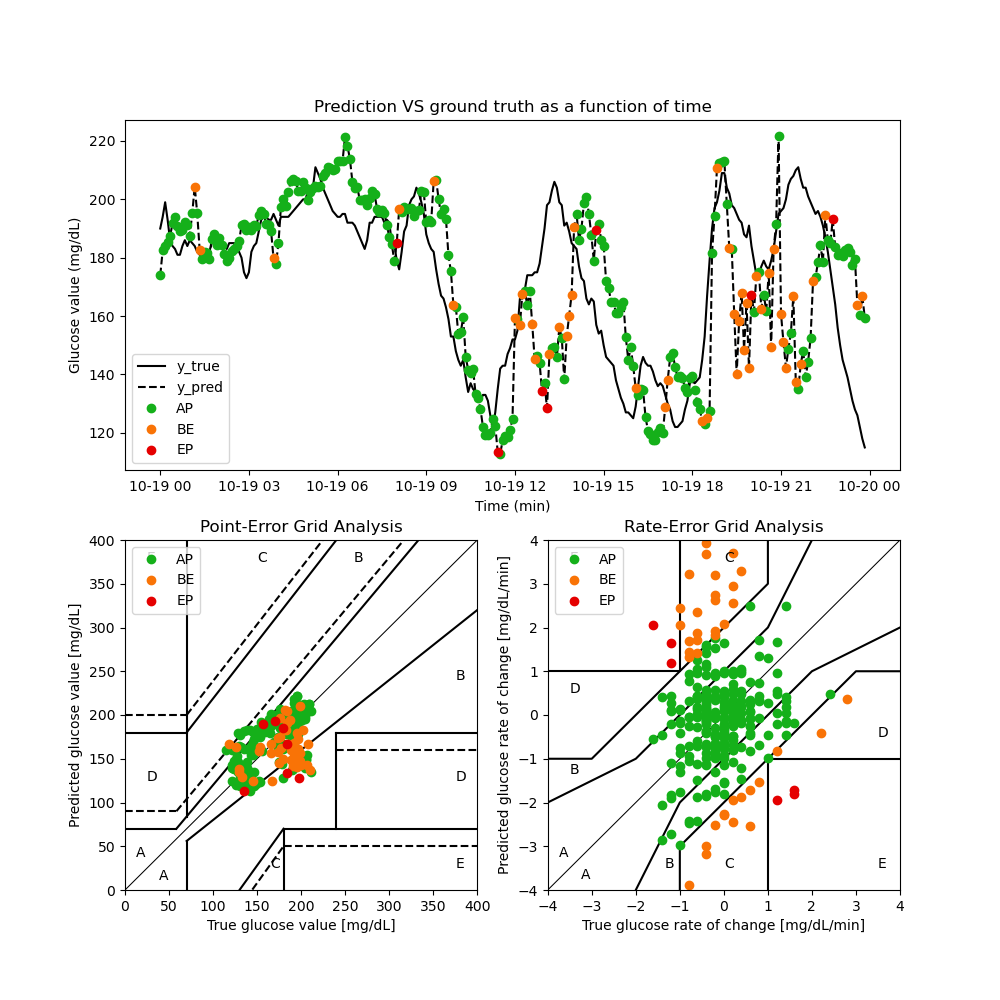 Prediction VS ground truth as a function of time
Glucose value (mg/dL)
220
200
180
160
140
120
y_true
y_pred
AP
BE
EP
10-19 00 10-19 03 10-19 06 10-19 09 10-19 12 10-19 15 10-19 18 10-19 21 10-20 00
Time (min)
Point-Error Grid Analysis
Predicted glucose value [mg/dL]
400
350
300
250
200
150
100
50
0
AP
BE
EP
C
B
B
D
D
A
A
C
E
0 50 100 150 200 250 300 350 400
True glucose value [mg/dL]
Rate-Error Grid Analysis
Predicted glucose rate of change [mg/dL/min]
4
3
2
1
0
−1
−2
−3
−4
AP
BE
EP
C
D
D
B
A
A
B
C
E
−4 −3 −2 −1 0 1 2 3 4
True glucose rate of change [mg/dL/min]